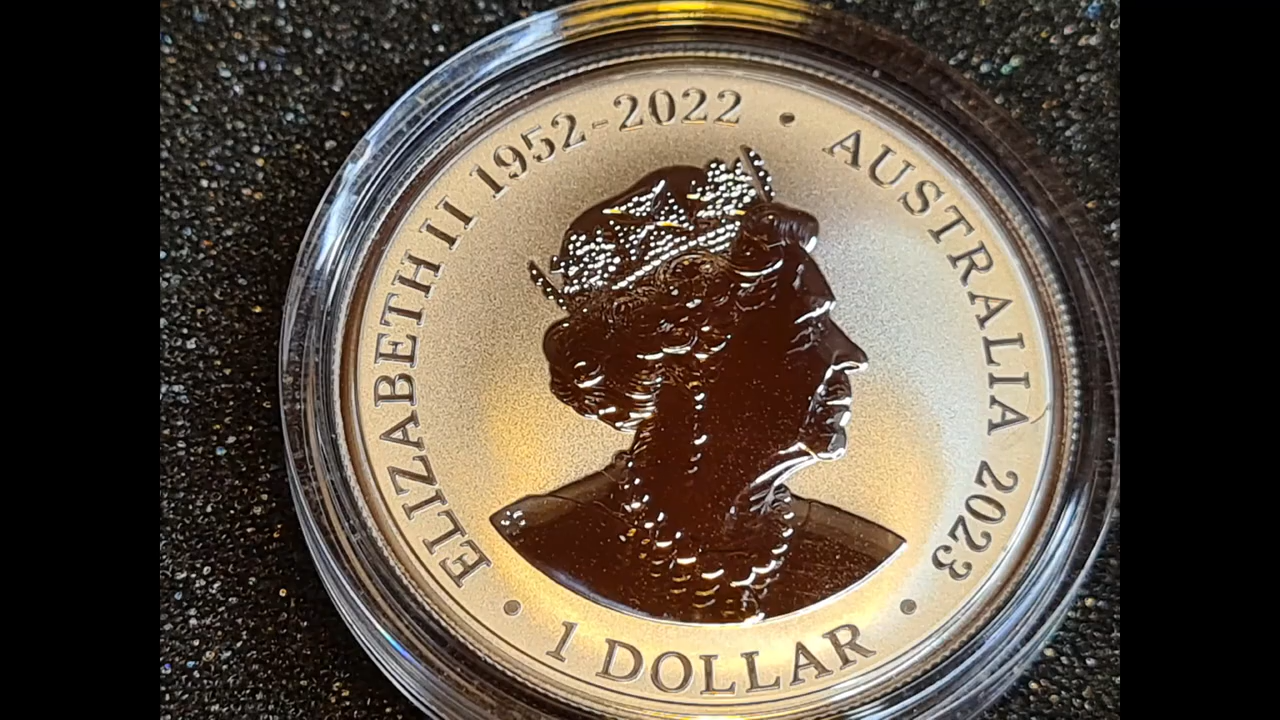 ELIZABETH II 1952-2022 • AUSTRALIA 2023 •
1 DOLLAR •